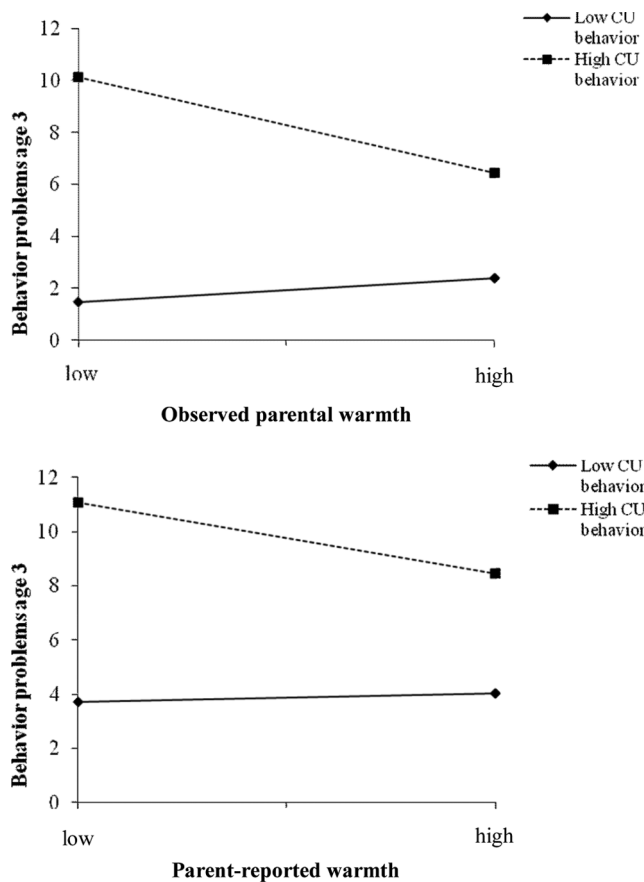 Low CU
behavior
High CU
behavior
12
10
8
6
4
2
0
Behavior problems age 3
low
high
Observed parental warmth
Low CU
behavior
High CU
behavior
12
10
8
6
4
2
0
Behavior problems age 3
low
high
Parent-reported warmth